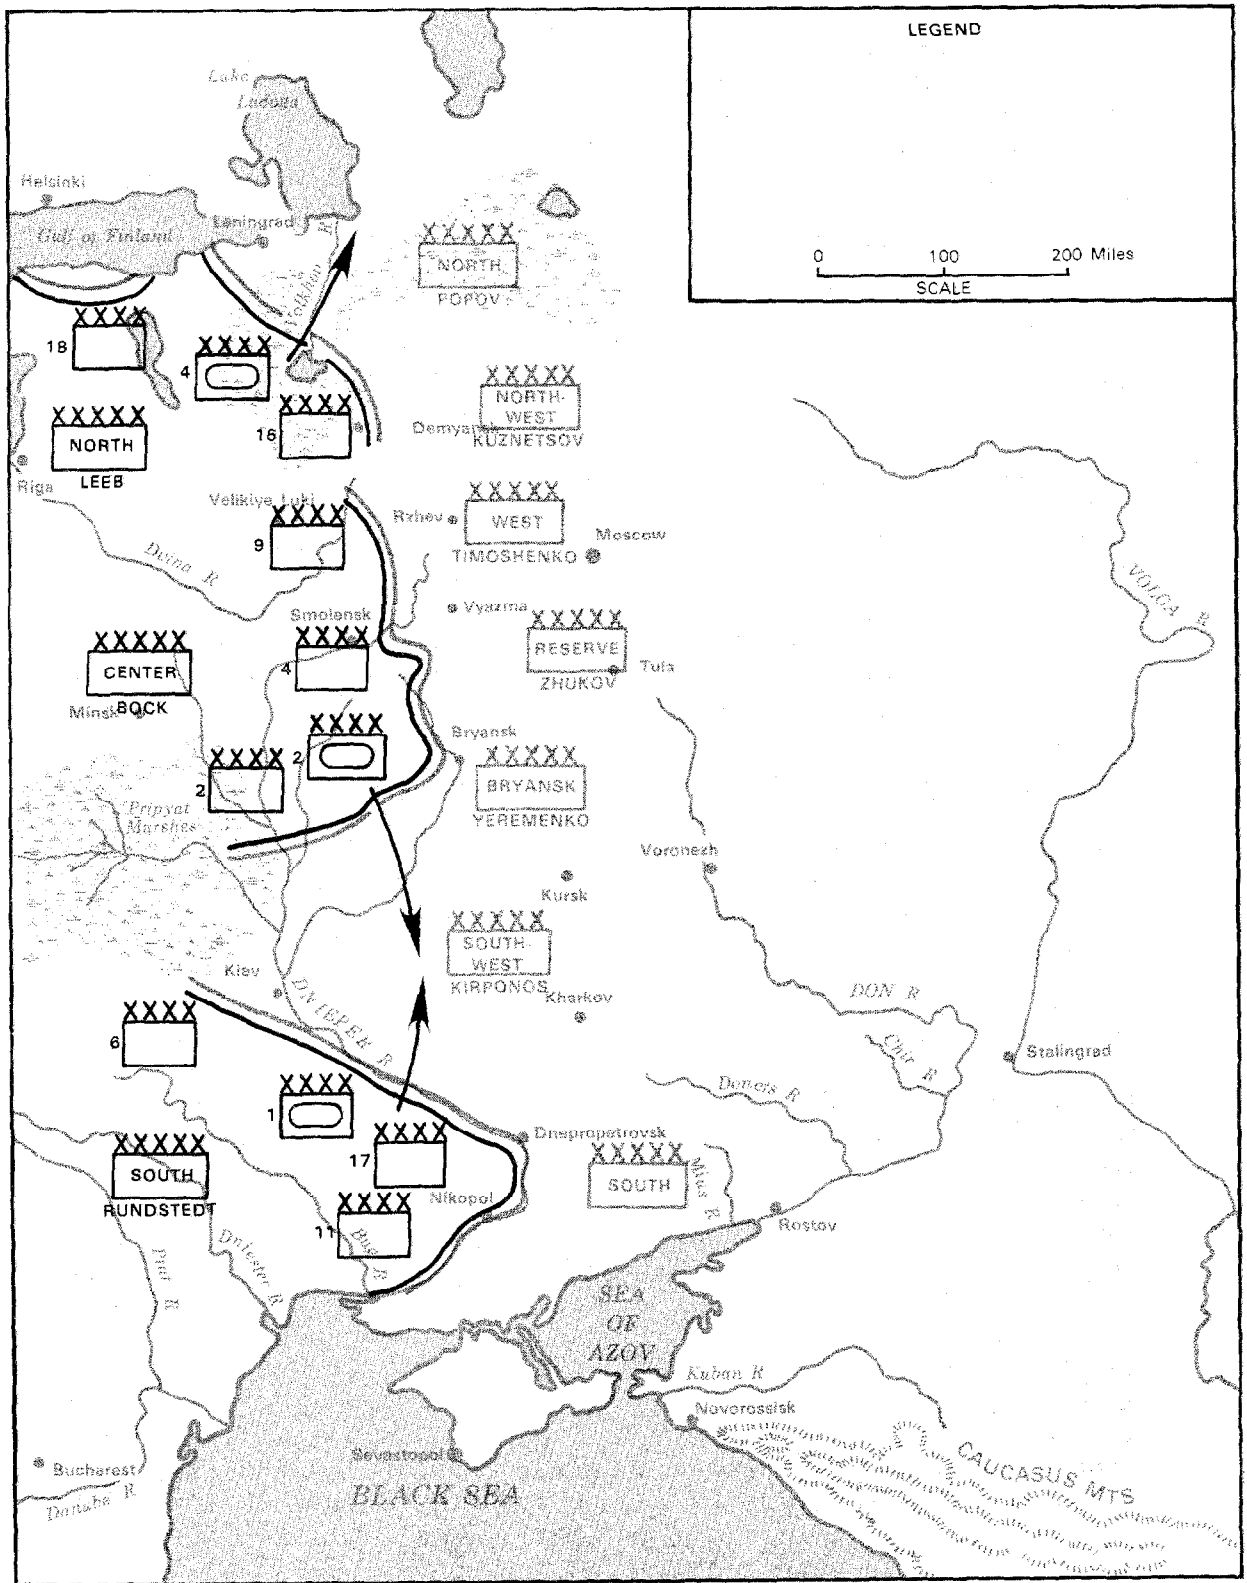 LEGEND
0 100 200 Miles
SCALE
Lake
Ladoga
Helsinki
Gulf of Finland
Leningrad
Volkhov
R
XXXXX
NORTH
POPOV
XXXX
18
XXXX
4
XXXX
16
XXXXX
NORTH
LEEB
Riga
Demyansk
XXXXX
NORTH-
WEST
KUZNETSOV
Velikiye Luki
XXXX
9
Rzhev
XXXXX
WEST
TIMOSHENKO
Moscow
Dvina R
VOLGA R
Vyazma
Smolensk
XXXX
4
XXXXX
RESERVE
ZHUKOV
Tula
XXXXX
CENTER
BOCK
Minsk
XXXX
2
XXXX
2
Bryansk
XXXXX
BRYANSK
YEREMENKO
Pripyat
Marshes
Voronezh
Kursk
XXXXX
SOUTH-
WEST
KIRPONOS
Kiev
DNIEPER R
Kharkov
DON R
Chir R
Stalingrad
XXXX
6
XXXX
1
Donets R
Dnepropetrovsk
XXXX
17
XXXXX
SOUTH
RUNDSTEDT
XXXXX
SOUTH
Mius R
Rostov
Nikopol
XXXX
11
Bug R
Dniester R
Prut R
SEA
OF
AZOV
Kuban R
Novorossisk
Sevastopol
BLACK SEA
Bucharest
Danube R
CAUCASUS MTS